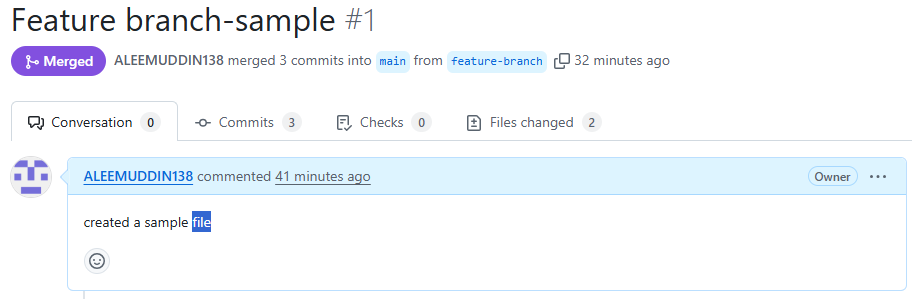 Feature branch-sample #1
Merged ALEEMUDDIN138 merged 3 commits into main from feature-branch 32 minutes ago
Conversation 0 Commits 3 Checks 0 Files changed 2
ALEEMUDDIN138 commented 41 minutes ago Owner
created a sample file